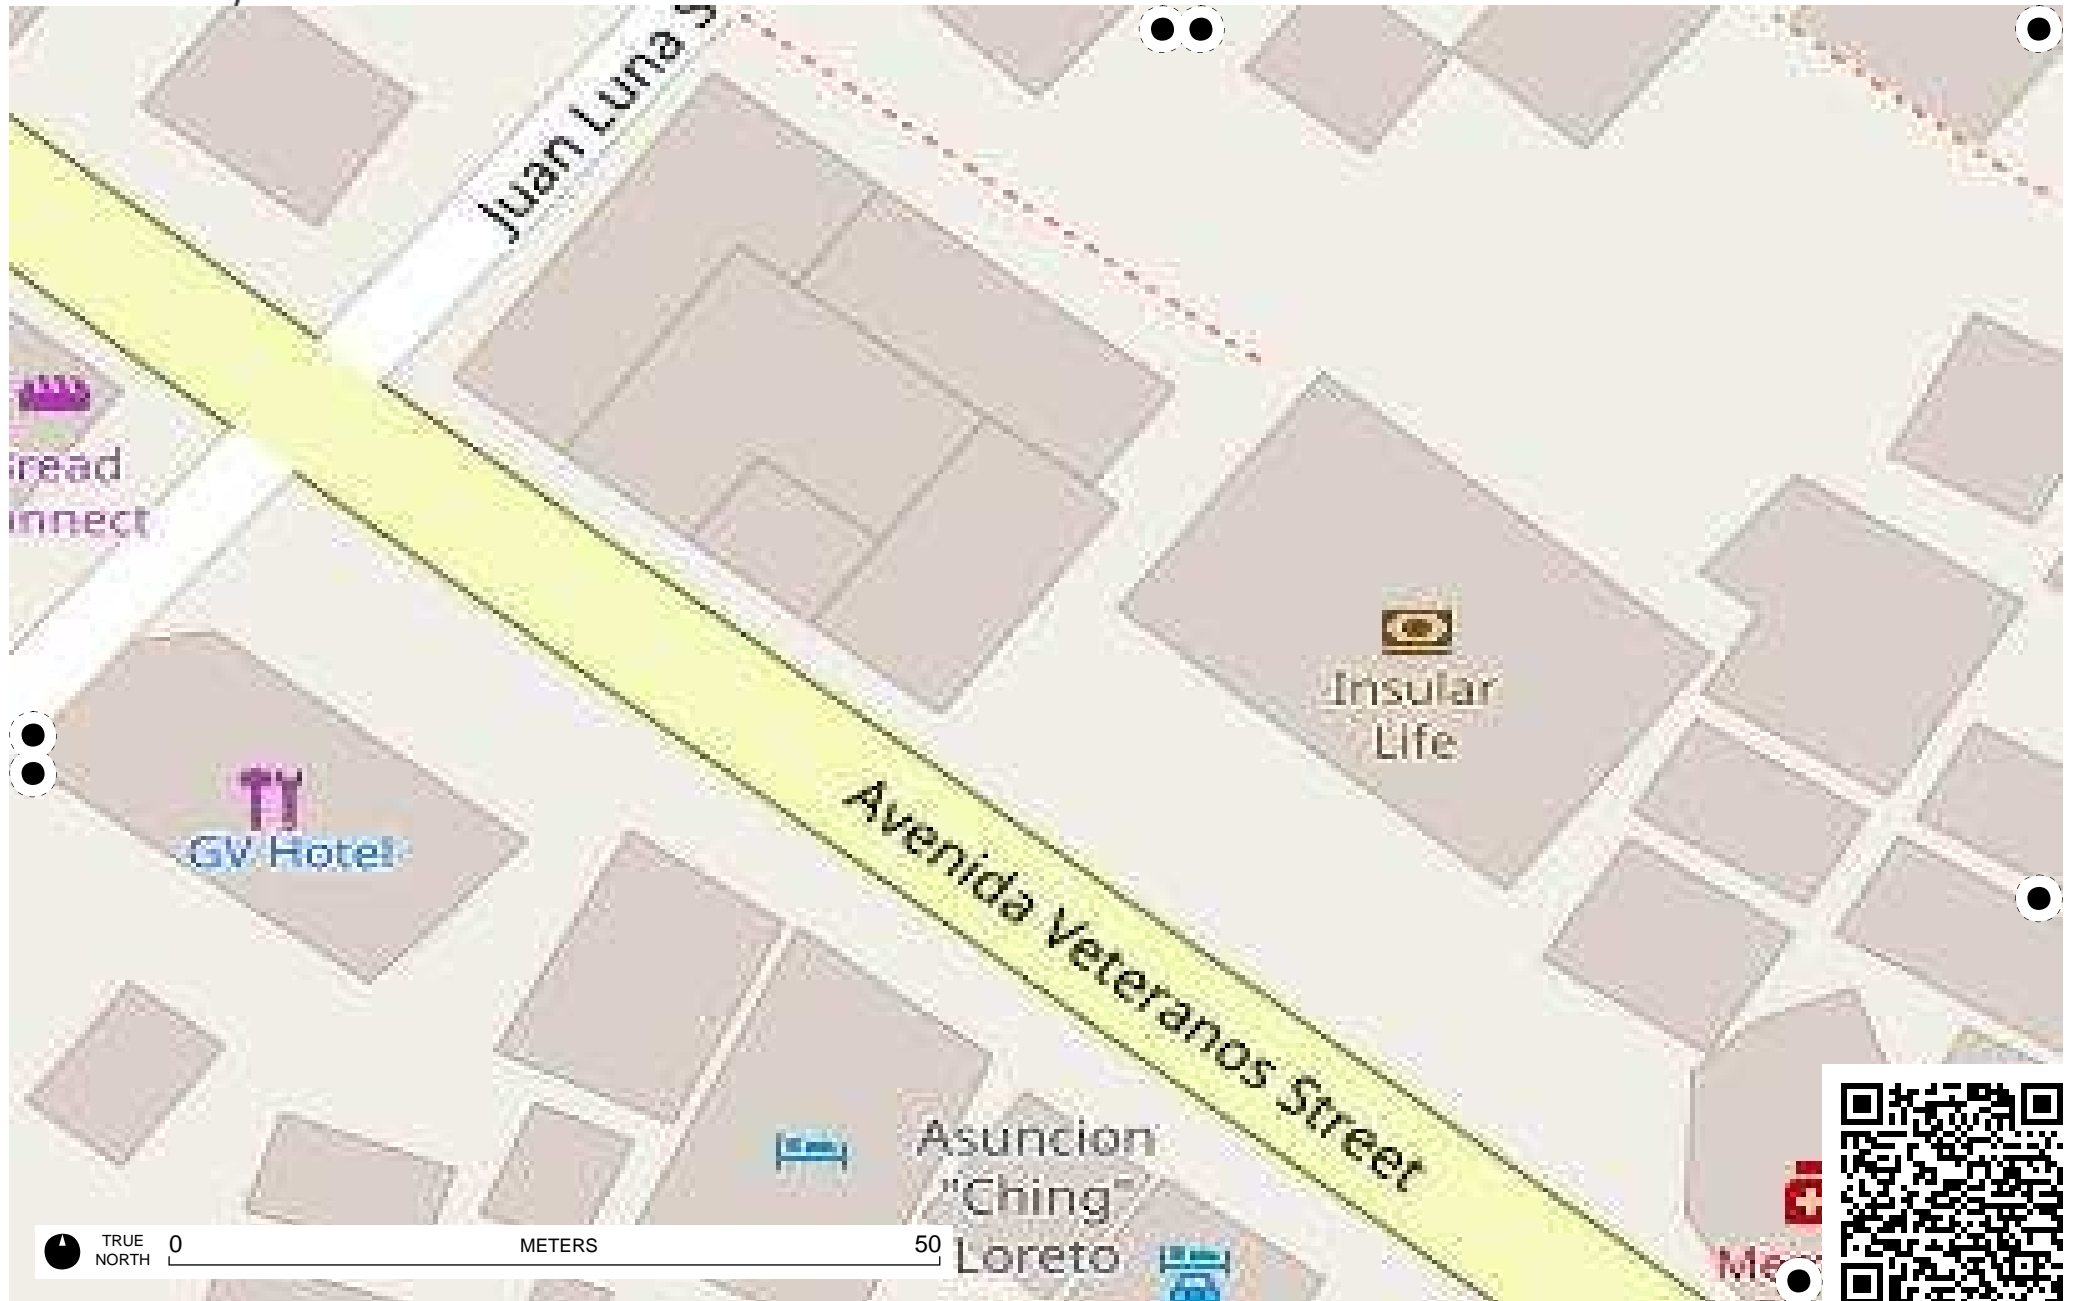 Juan Luna S
read
nnect
Insular
Life
GV Hotel
Avenida Veteranos Street
Asuncion
"Ching"
Loreto
TRUE
NORTH
0
METERS
50